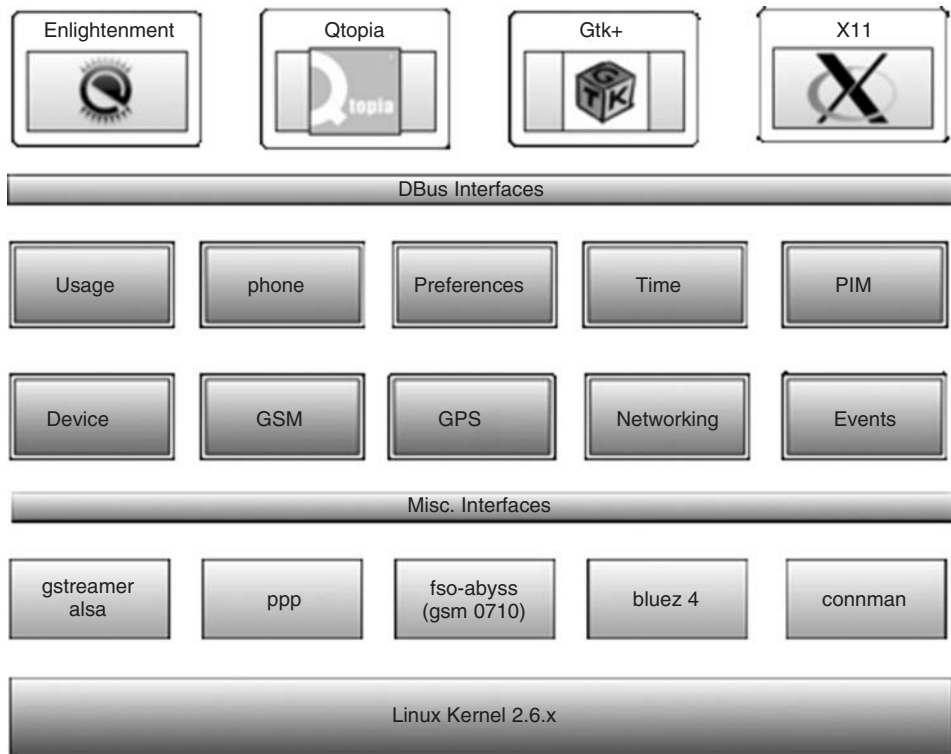 Enlightenment
Qtopia
Gtk+
X11
Qtopia
G
T K
X
DBus Interfaces
Usage
phone
Preferences
Time
PIM
Device
GSM
GPS
Networking
Events
Misc. Interfaces
gstreamer
alsa
ppp
fso-abyss
(gsm 0710)
bluez 4
connman
Linux Kernel 2.6.x